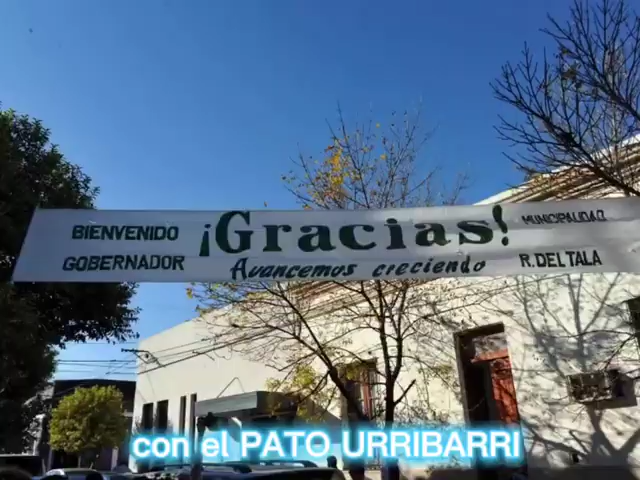 BIENVENIDO ¡Gracias! MUNICIPALIDAD
GOBERNADOR Avancemos creciendo R.DEL TALA
con el PATO URRIBARRI